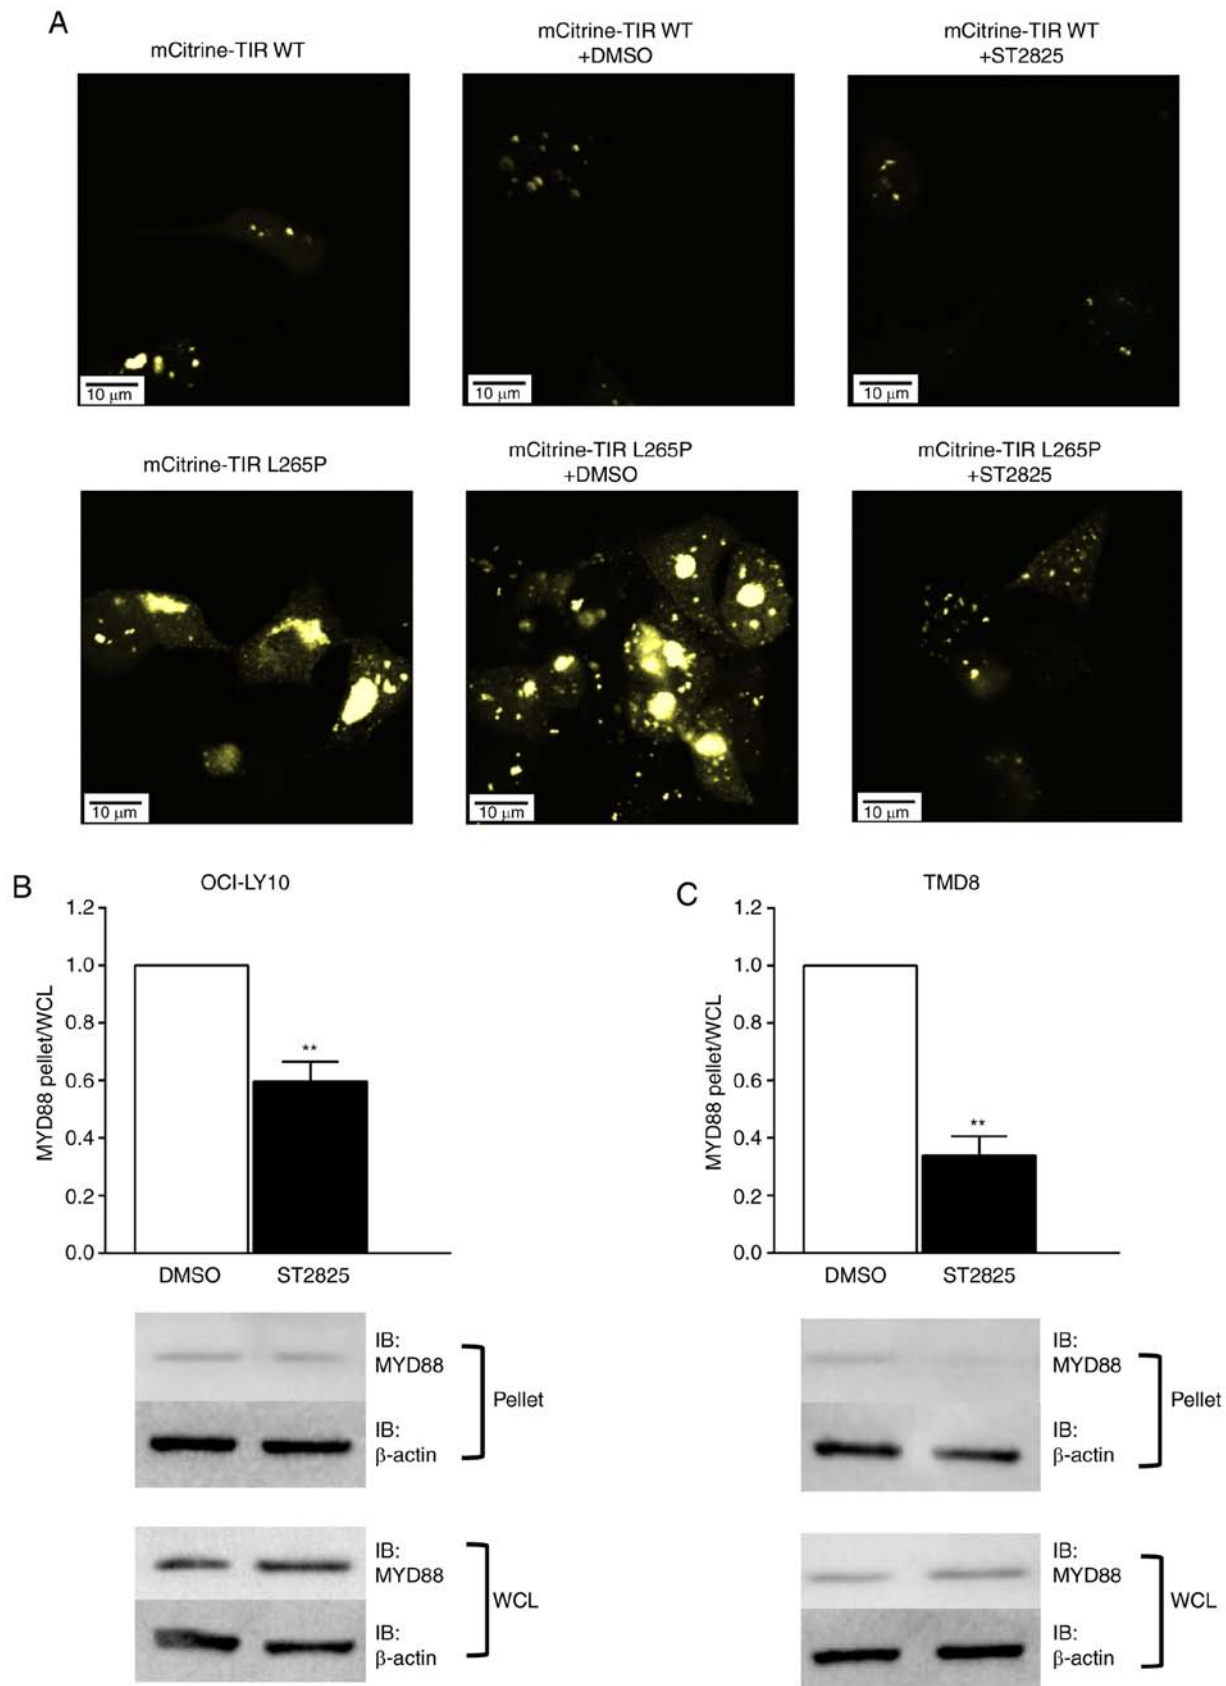 A
mCitrine-TIR WT
mCitrine-TIR WT
+DMSO
mCitrine-TIR WT
+ST2825
10 μm
10 μm
10 μm
mCitrine-TIR L265P
mCitrine-TIR L265P
+DMSO
mCitrine-TIR L265P
+ST2825
10 μm
10 μm
10 μm
B
OCI-LY10
MYD88 pellet/WCL
1.2
1.0
0.8
0.6
0.4
0.2
0.0
**
DMSO
ST2825
IB:
MYD88
IB:
β-actin
Pellet
IB:
MYD88
IB:
β-actin
WCL
C
TMD8
MYD88 pellet/WCL
1.2
1.0
0.8
0.6
0.4
0.2
0.0
**
DMSO
ST2825
IB:
MYD88
IB:
β-actin
Pellet
IB:
MYD88
IB:
β-actin
WCL